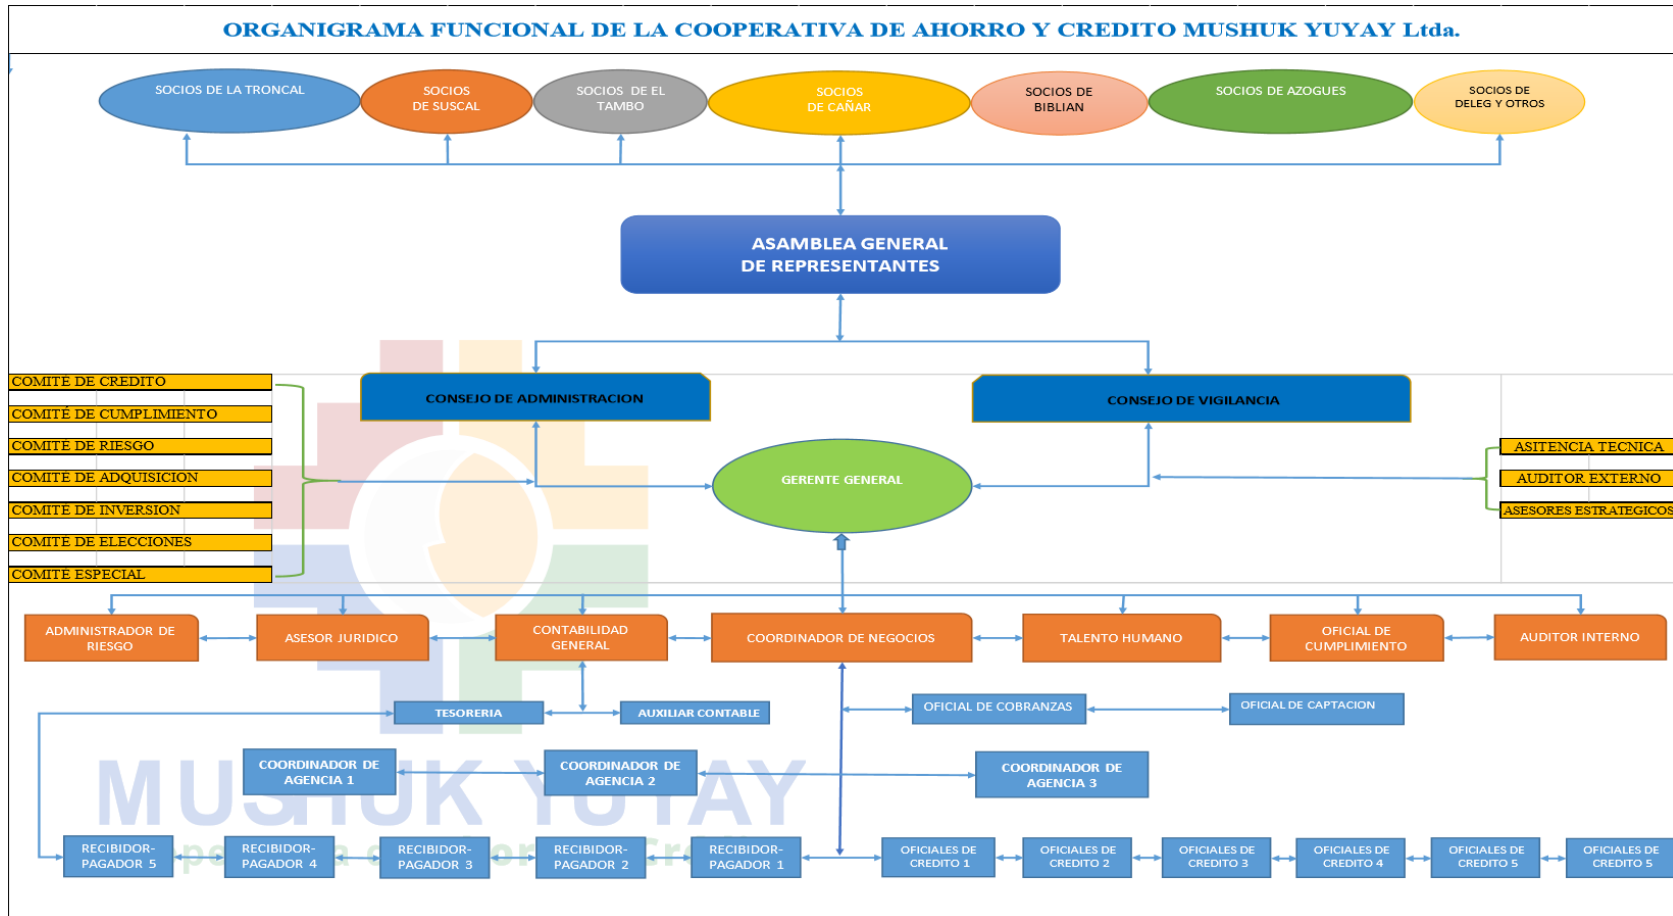 ORGANIGRAMA FUNCIONAL DE LA COOPERATIVA DE AHORRO Y CREDITO MUSHUK YUYAY Ltda.
SOCIOS DE LA TRONCAL
SOCIOS
DE SUSCAL
SOCIOS DE EL
TAMBO
SOCIOS
DE CAÑAR
SOCIOS DE
BIBLIAN
SOCIOS DE AZOGUES
SOCIOS DE
DELEG Y OTROS
ASAMBLEA GENERAL
DE REPRESENTANTES
COMITÉ DE CREDITO
COMITÉ DE CUMPLIMIENTO
COMITÉ DE RIESGO
COMITÉ DE ADQUISICION
COMITÉ DE INVERSION
COMITÉ DE ELECCIONES
COMITÉ ESPECIAL
CONSEJO DE ADMINISTRACION
CONSEJO DE VIGILANCIA
GERENTE GENERAL
ASITENCIA TECNICA
AUDITOR EXTERNO
ASESORES ESTRATEGICOS
ADMINISTRADOR DE
RIESGO
ASESOR JURIDICO
CONTABILIDAD
GENERAL
COORDINADOR DE NEGOCIOS
TALENTO HUMANO
OFICIAL DE
CUMPLIMIENTO
AUDITOR INTERNO
TESORERIA
AUXILIAR CONTABLE
OFICIAL DE COBRANZAS
OFICIAL DE CAPTACION
COORDINADOR DE
AGENCIA 1
COORDINADOR DE
AGENCIA 2
COORDINADOR DE
AGENCIA 3
MUSHUK YUYAY
RECIBIDOR-
PAGADOR 5
RECIBIDOR-
PAGADOR 4
RECIBIDOR-
PAGADOR 3
RECIBIDOR-
PAGADOR 2
RECIBIDOR-
PAGADOR 1
OFICIALES DE
CREDITO 1
OFICIALES DE
CREDITO 2
OFICIALES DE
CREDITO 3
OFICIALES DE
CREDITO 4
OFICIALES DE
CREDITO 5
OFICIALES DE
CREDITO 5